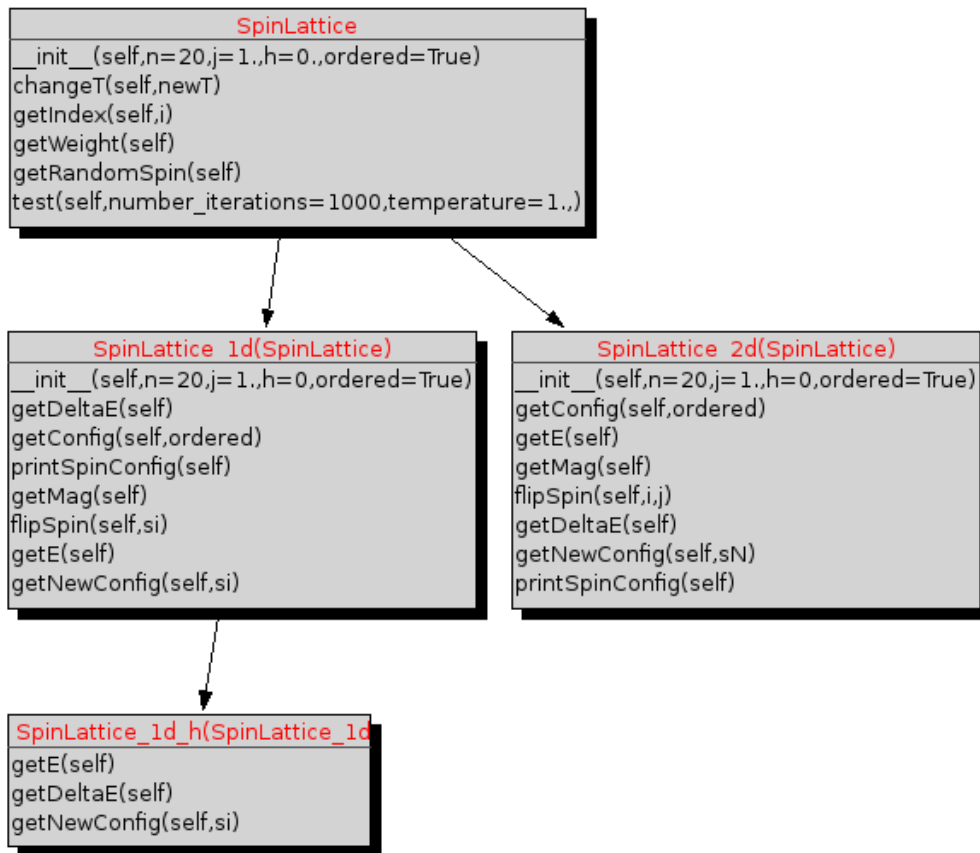 SpinLattice
__init__(self,n=20,j=1.,h=0.,ordered=True)
changeT(self,newT)
getIndex(self,i)
getWeight(self)
getRandomSpin(self)
test(self,number_iterations=1000,temperature=1.,)
SpinLattice_1d(SpinLattice)
__init__(self,n=20,j=1.,h=0,ordered=True)
getDeltaE(self)
getConfig(self,ordered)
printSpinConfig(self)
getMag(self)
flipSpin(self,si)
getE(self)
getNewConfig(self,si)
SpinLattice_2d(SpinLattice)
__init__(self,n=20,j=1.,h=0,ordered=True)
getConfig(self,ordered)
getE(self)
getMag(self)
flipSpin(self,i,j)
getDeltaE(self)
getNewConfig(self,sN)
printSpinConfig(self)
SpinLattice_1d_h(SpinLattice_1d
getE(self)
getDeltaE(self)
getNewConfig(self,si)